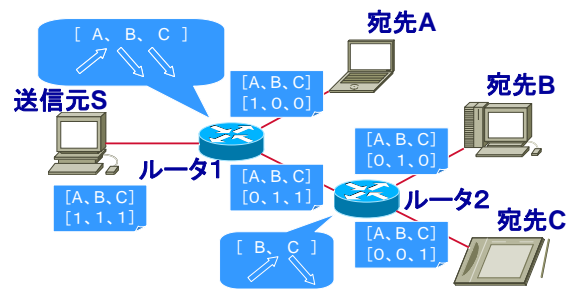 [ A、B、C ]
宛先A
[A、B、C]
[1、0、0]
宛先B
送信元S
[A、B、C]
[0、1、0]
ルータ1
[A、B、C]
[0、1、1]
[A、B、C]
[1、1、1]
ルータ2
宛先C
[A、B、C]
[0、0、1]
[ B、 C ]